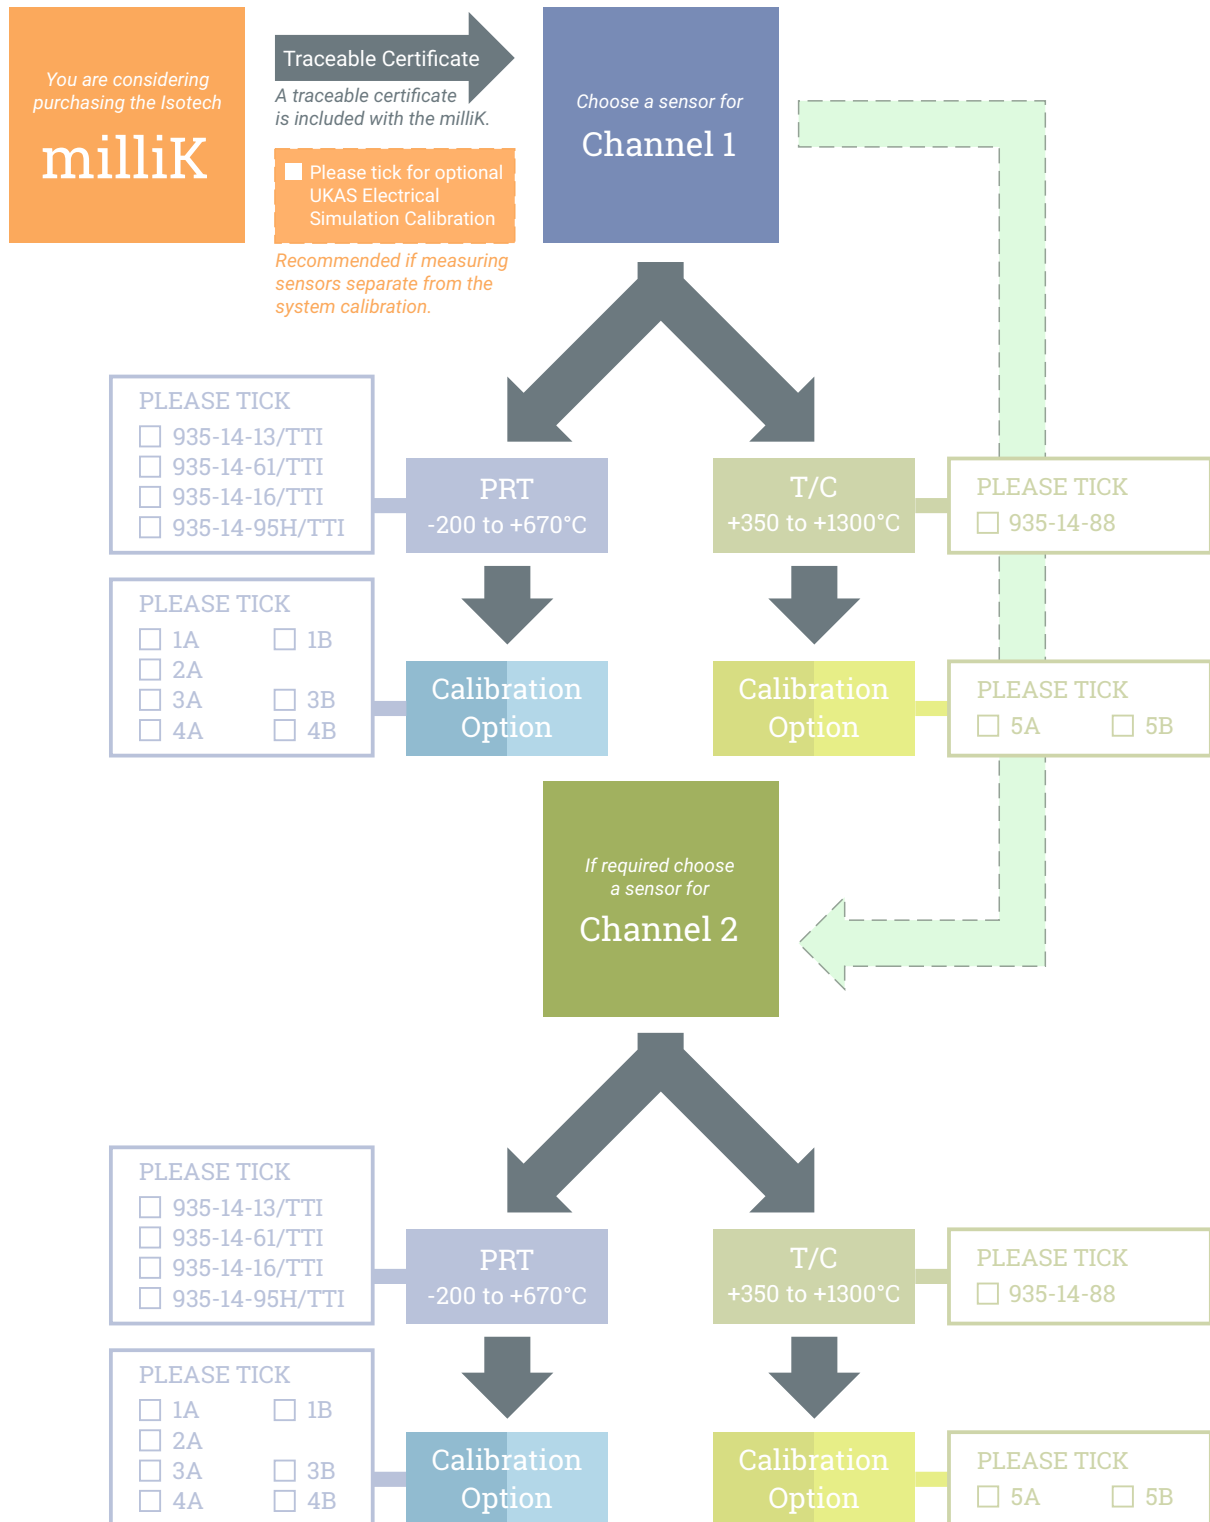 You are considering
purchasing the Isotech
milliK
Traceable Certificate
A traceable certificate
is included with the milliK.
Please tick for optional
UKAS Electrical
Simulation Calibration
Recommended if measuring
sensors separate from the
system calibration.
Choose a sensor for
Channel 1
PLEASE TICK
935-14-13/TTI
935-14-61/TTI
935-14-16/TTI
935-14-95H/TTI
PRT
-200 to +670°C
T/C
+350 to +1300°C
PLEASE TICK
935-14-88
PLEASE TICK
1A 1B
2A
3A 3B
4A 4B
Calibration
Option
Calibration
Option
PLEASE TICK
5A 5B
If required choose
a sensor for
Channel 2
PLEASE TICK
935-14-13/TTI
935-14-61/TTI
935-14-16/TTI
935-14-95H/TTI
PRT
-200 to +670°C
T/C
+350 to +1300°C
PLEASE TICK
935-14-88
PLEASE TICK
1A 1B
2A
3A 3B
4A 4B
Calibration
Option
Calibration
Option
PLEASE TICK
5A 5B